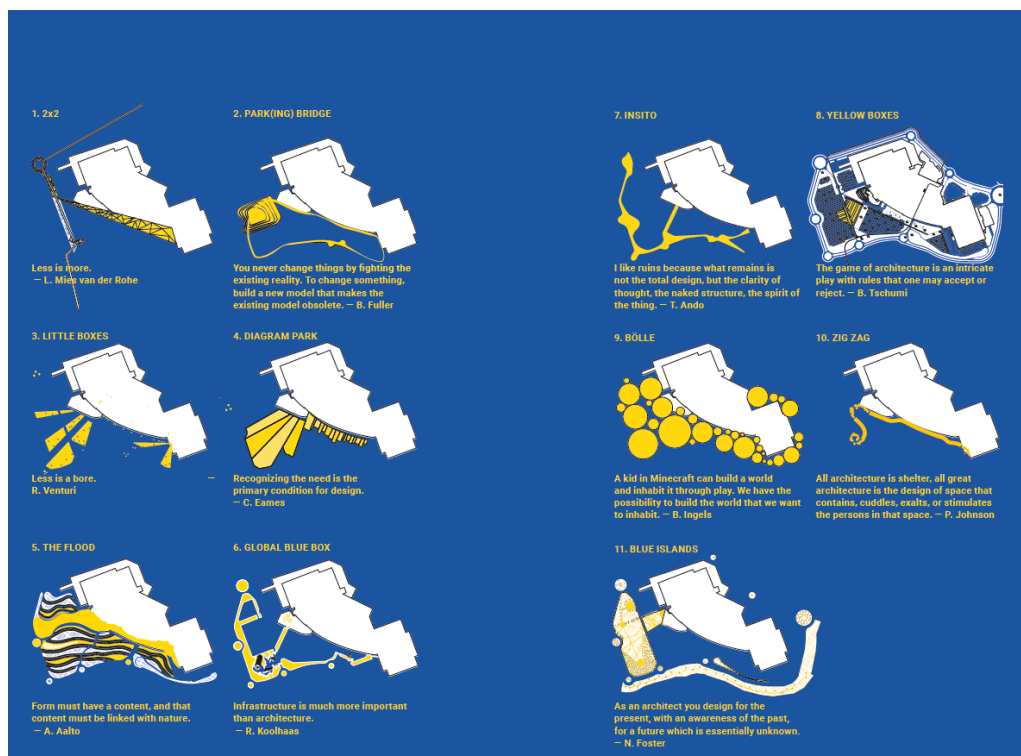 1. 2x2
Less is more.
— L. Mies van der Rohe
2. PARK(ING) BRIDGE
You never change things by fighting the
existing reality. To change something,
build a new model that makes the
existing model obsolete. — B. Fuller
3. LITTLE BOXES
Less is a bore. —
R. Venturi
4. DIAGRAM PARK
Recognizing the need is the
primary condition for design.
— C. Eames
5. THE FLOOD
Form must have a content, and that
content must be linked with nature.
— A. Aalto
6. GLOBAL BLUE BOX
Infrastructure is much more important
than architecture.
— R. Koolhaas
7. INSITO
I like ruins because what remains is
not the total design, but the clarity of
thought, the naked structure, the spirit of
the thing. — T. Ando
8. YELLOW BOXES
The game of architecture is an intricate
play with rules that one may accept or
reject. — B. Tschumi
9. BÖLLE
A kid in Minecraft can build a world
and inhabit it through play. We have the
possibility to build the world that we want
to inhabit. — B. Ingels
10. ZIG ZAG
All architecture is shelter, all great
architecture is the design of space that
contains, cuddles, exalts, or stimulates
the persons in that space. — P. Johnson
11. BLUE ISLANDS
As an architect you design for the
present, with an awareness of the past,
for a future which is essentially unknown.
— N. Foster